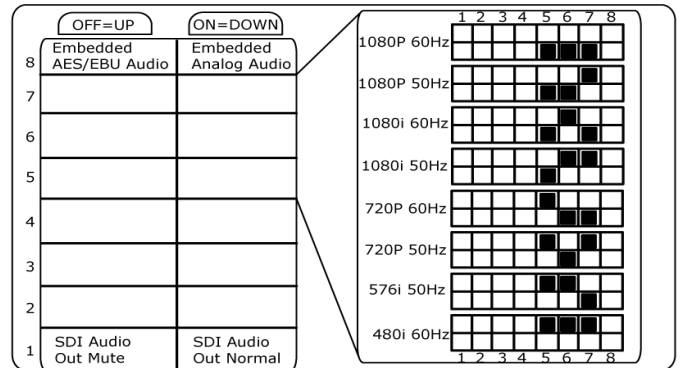 OFF=UP ON=DOWN
8 Embedded AES/EBU Audio Embedded Analog Audio
7
6
5
4
3
2
1 SDI Audio Out Mute SDI Audio Out Normal
1 2 3 4 5 6 7 8
1080P 60Hz
1080P 50Hz
1080i 60Hz
1080i 50Hz
720P 60Hz
720P 50Hz
576i 50Hz
480i 60Hz
1 2 3 4 5 6 7 8